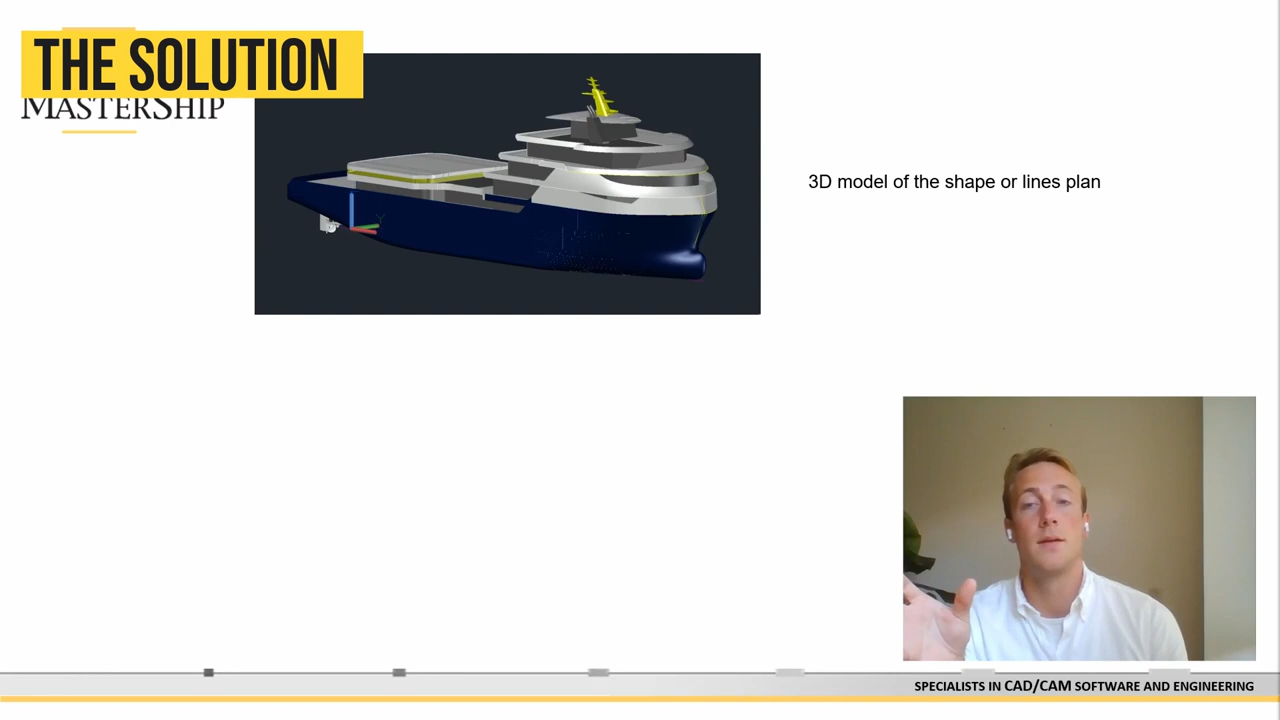 THE SOLUTION
MASTERSHIP
3D model of the shape or lines plan
SPECIALISTS IN CAD/CAM SOFTWARE AND ENGINEERING